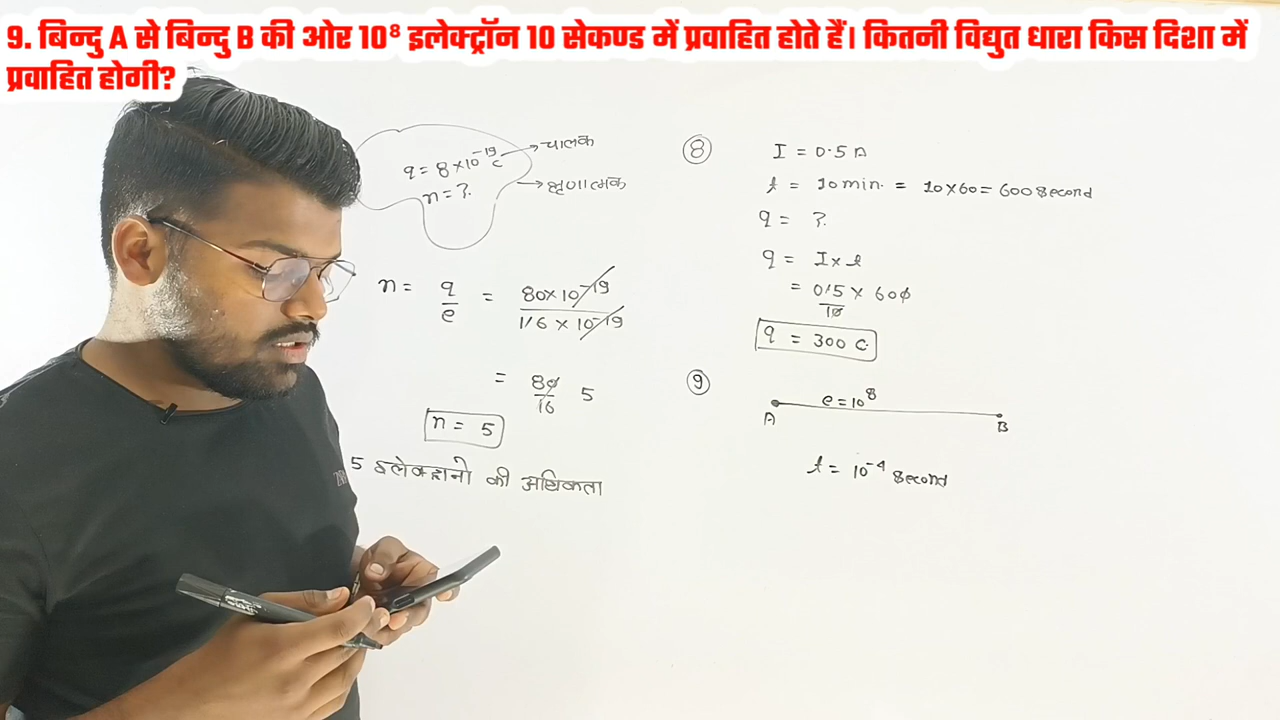 9. बिन्दु A से बिन्दु B की ओर 10⁸ इलेक्ट्रॉन 10 सेकण्ड में प्रवाहित होते हैं। कितनी विद्युत धारा किस दिशा में
प्रवाहित होगी?
q = 8 × 10⁻¹⁹ C → चालक
n = ?
→ ऋणात्मक
n = q/e = 80 × 10⁻¹⁹ / 1/6 × 10⁻¹⁹
= 80/16 5
n = 5
5 इलेक्ट्रानो की अधिकता
⑧ I = 0.5 A
t = 10 min. = 10×60 = 600 Second
q = ?
q = I × t
= 0/5/10 × 600
q = 300 C
⑨
e = 10⁸
A B
t = 10⁻⁴ Second